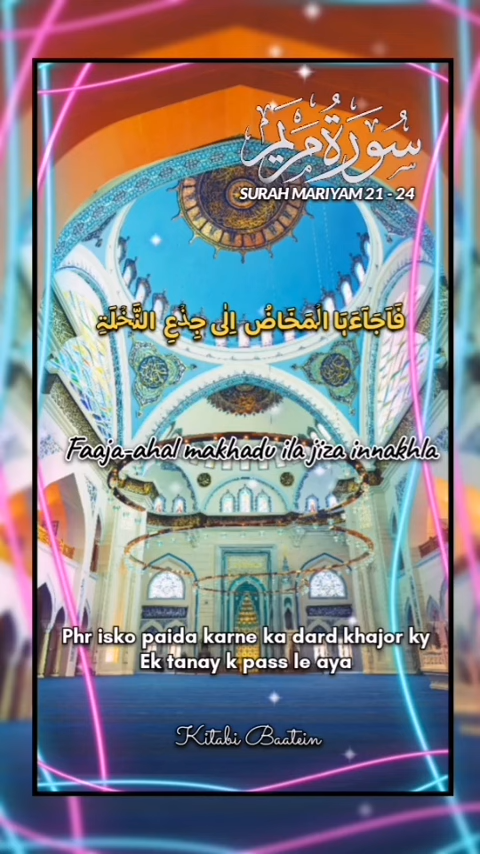 سُورَةُ مَرْيَم
SURAH MARIYAM 21 - 24
فَاَجَآءَهَا الْمَخَاضُ اِلٰى جِذْعِ النَّخْلَةِ
Faaja-ahal makhadu ila jiza innakhla
Phr isko paida karne ka dard khajor ky
Ek tanay k pass le aya
Kitabi Baatein